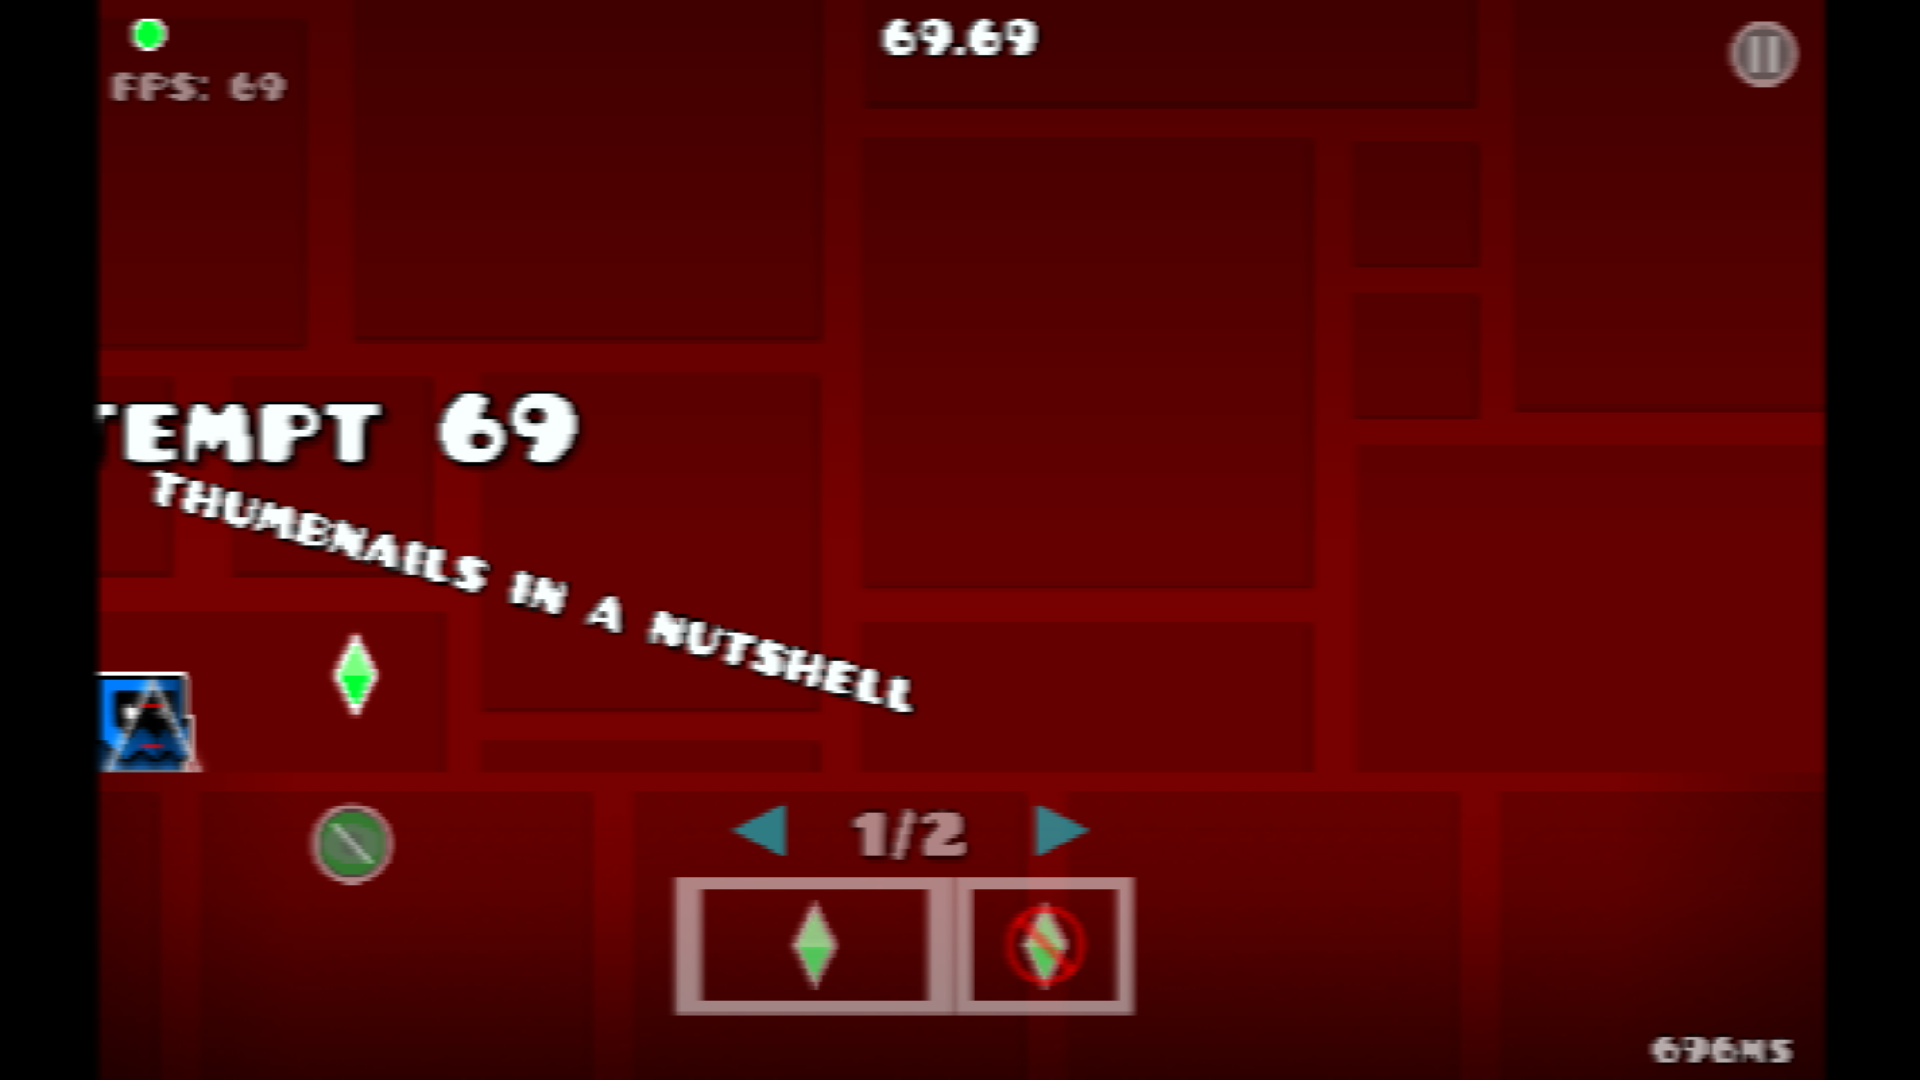 69.69
FPS: 69
TEMPT 69
THUMBNAILS IN A NUTSHELL
1/2
696MS